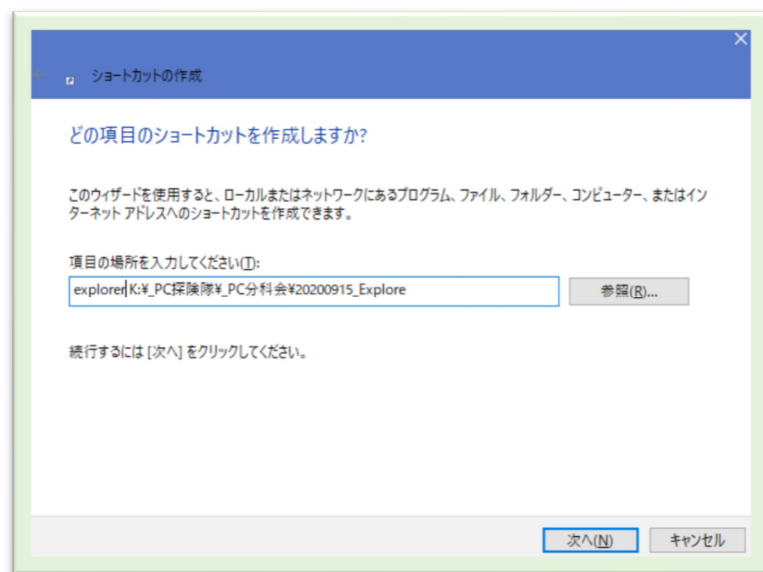 ショートカットの作成
どの項目のショートカットを作成しますか?
このウィザードを使用すると、ローカルまたはネットワークにあるプログラム、ファイル、フォルダー、コンピューター、またはイン
ターネット アドレスへのショートカットを作成できます。
項目の場所を入力してください(T):
explorer K:¥_PC探険隊¥_PC分科会¥20200915_Explore
参照(R)...
続行するには [次へ] をクリックしてください。
次へ(N)
キャンセル